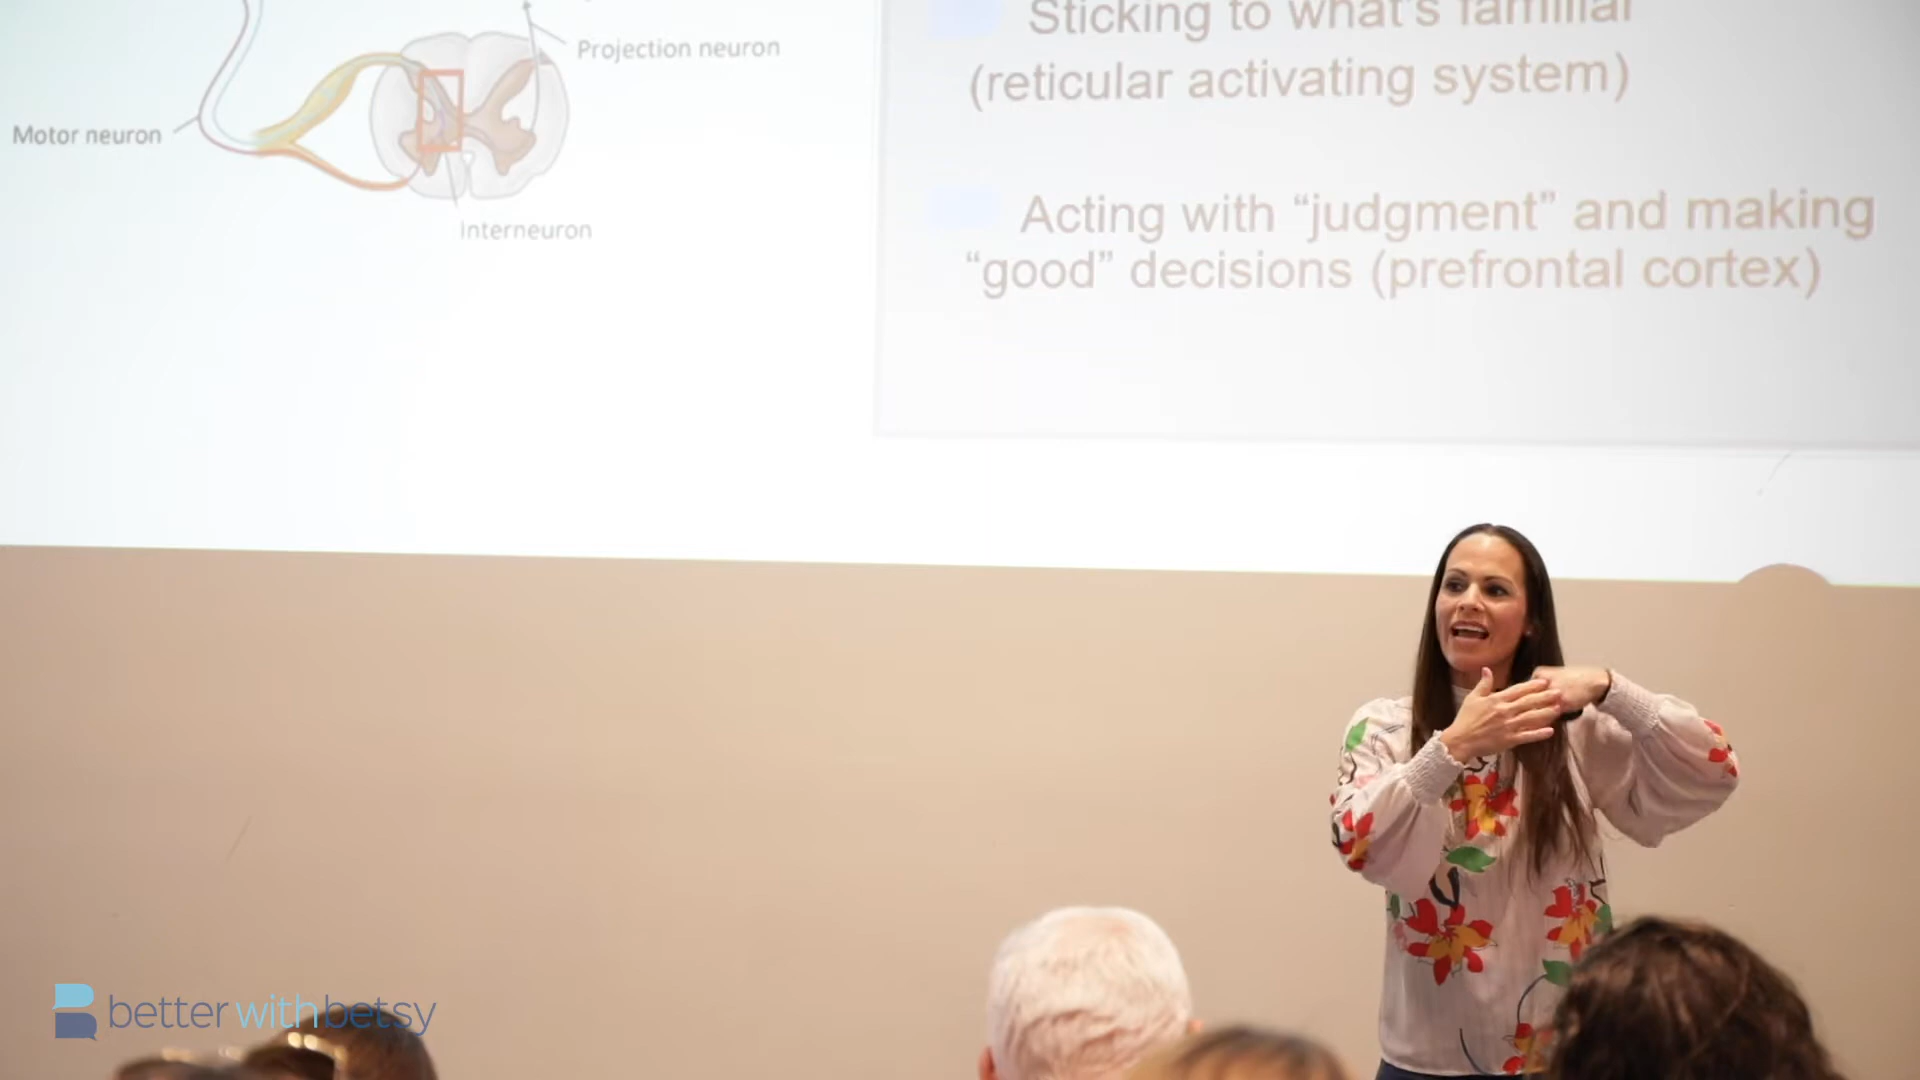 Projection neuron
Motor neuron
Interneuron
Sticking to what's familiar
(reticular activating system)
Acting with “judgment” and making
“good” decisions (prefrontal cortex)
betterwithbetsy